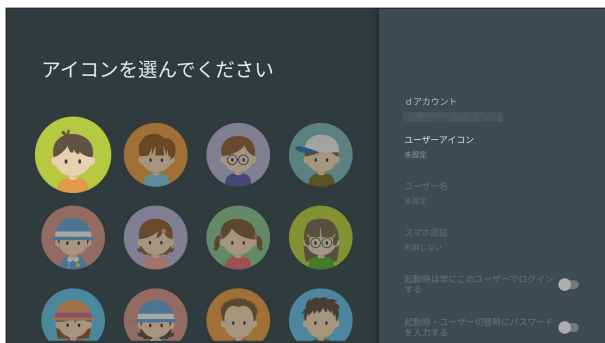 アイコンを選んでください
dアカウント
ユーザーアイコン
未設定
ユーザー名
未設定
スマホ認証
利用しない
起動時は常にこのユーザーでログイン
する
起動時・ユーザー切替時にパスワード
を入力する